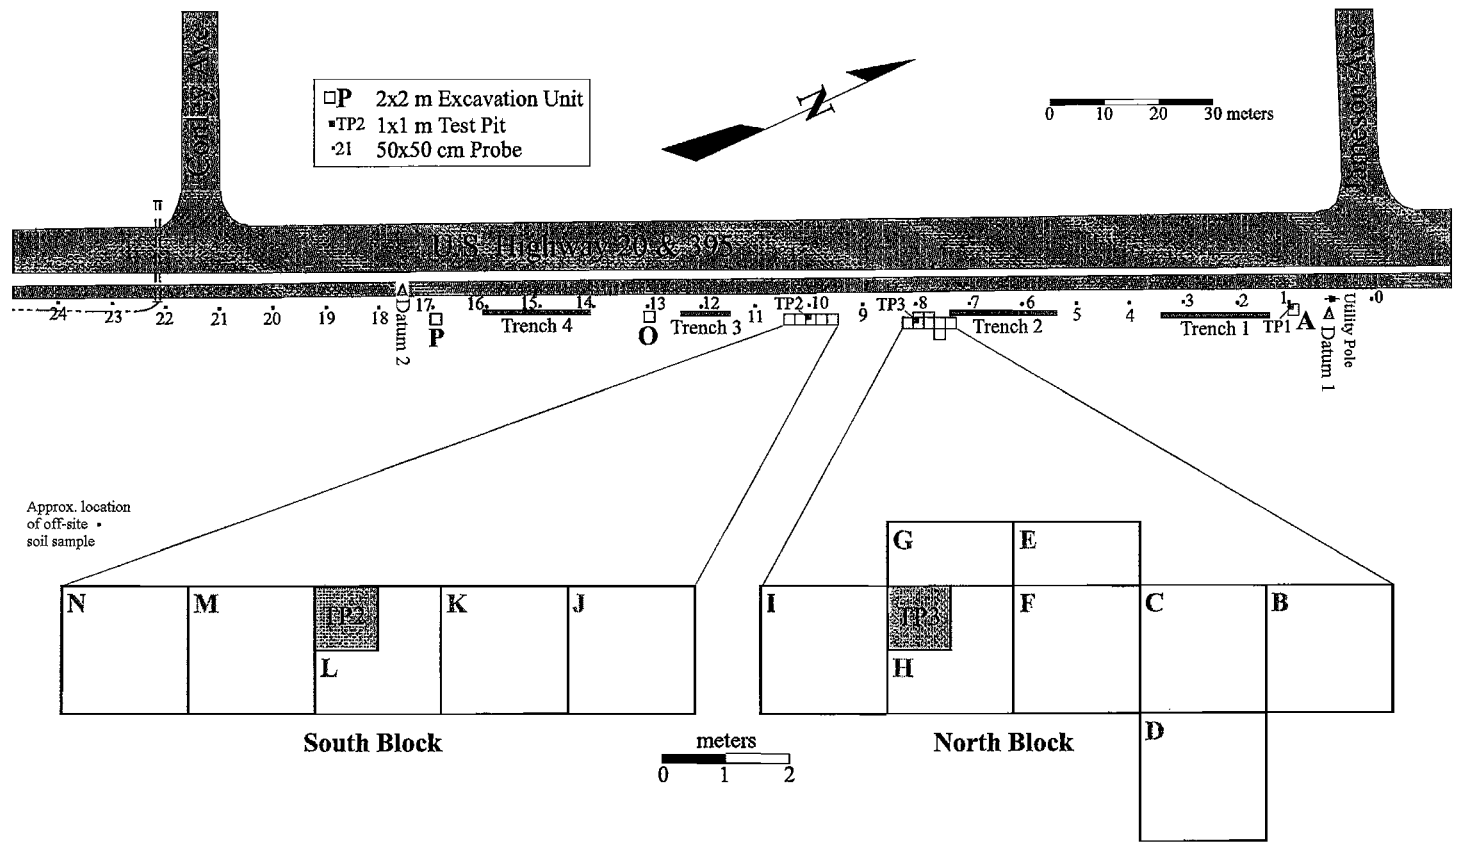 Conley Ave.
Jameson Ave.
P 2x2 m Excavation Unit
TP2 1x1 m Test Pit
21 50x50 cm Probe
N
0 10 20 30 meters
U.S. Highway 20 & 395
24 23 22 21 20 19 18 17 16 15 14 13 12 11 TP2 10 9 TP3 8 7 6 5 4 3 2 1 0
Datum 2
P
Trench 4
O
Trench 3
Trench 2
Trench 1
TP1
A
Utility Pole
Datum 1
Approx. location
of off-site
soil sample
G E
N M TP2 K J I TP3 F C B
L H
D
South Block
North Block
meters
0 1 2